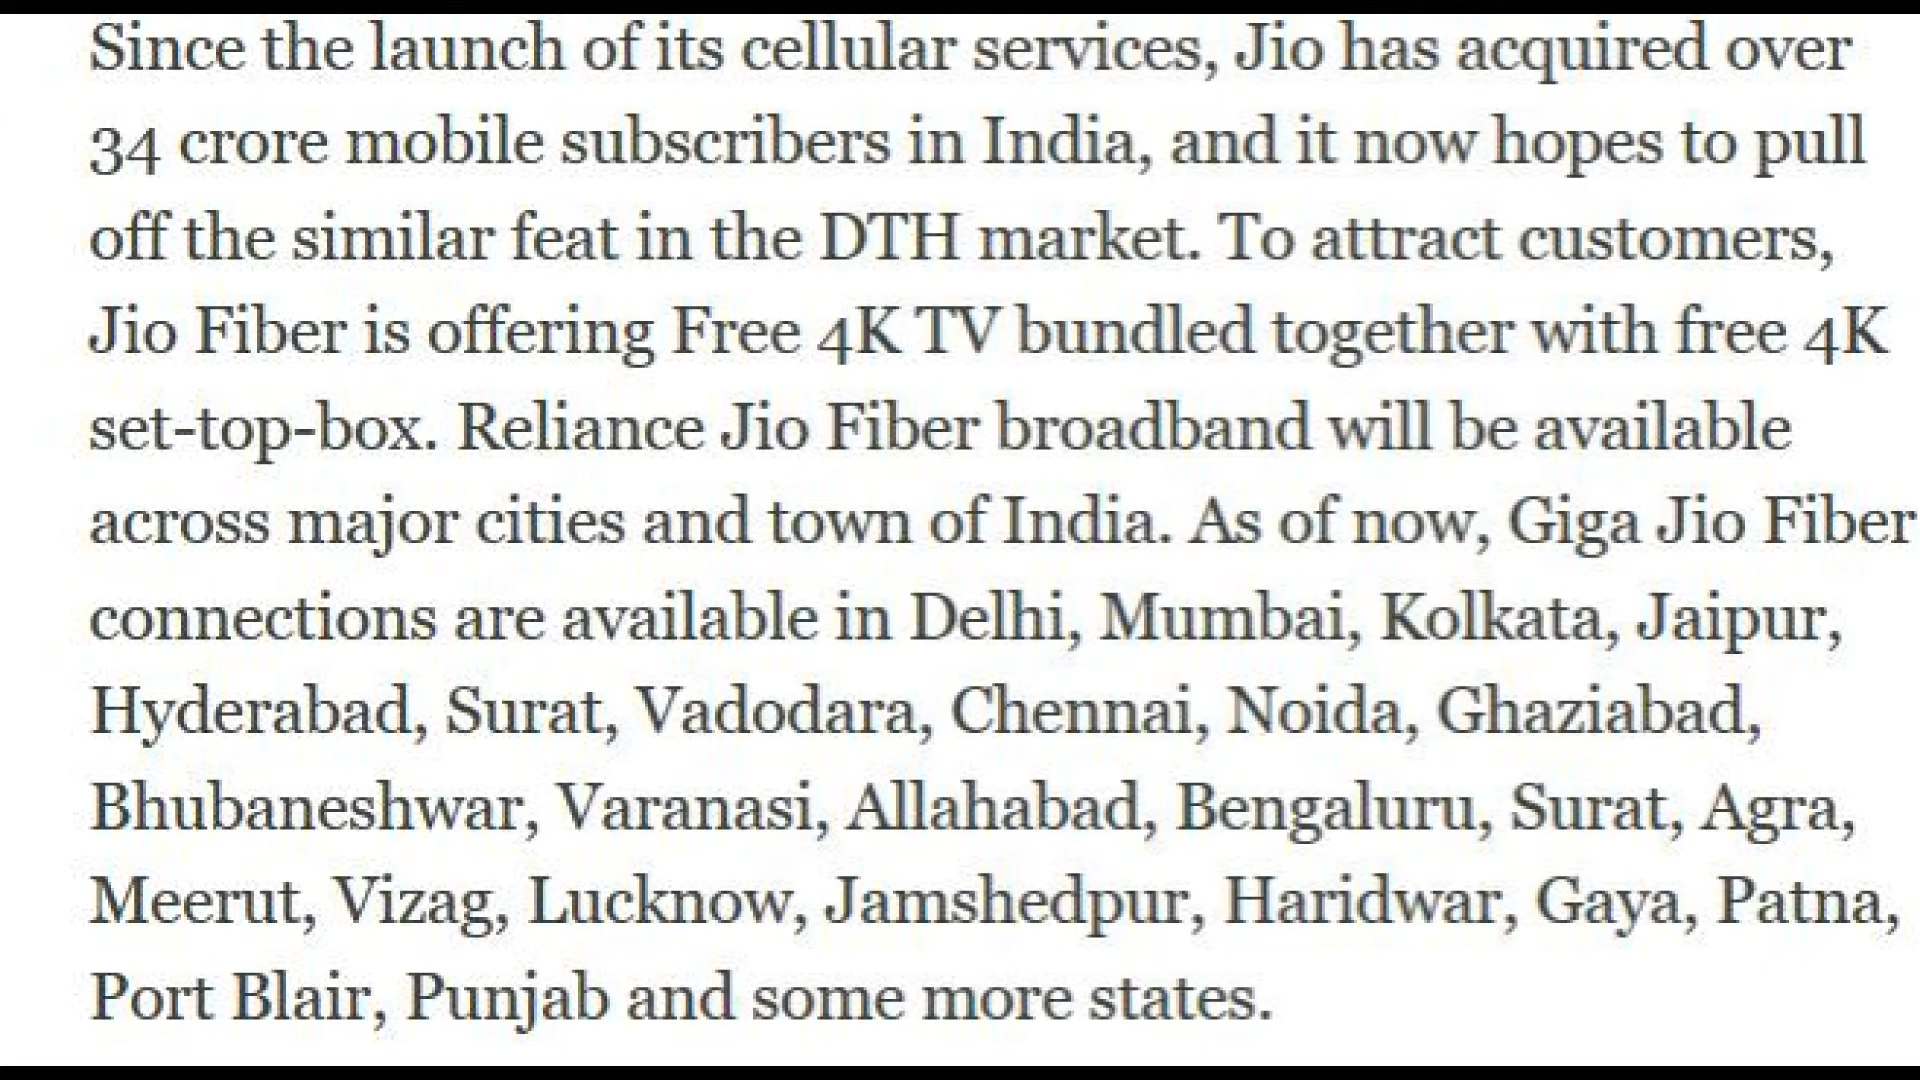 Since the launch of its cellular services, Jio has acquired over
34 crore mobile subscribers in India, and it now hopes to pull
off the similar feat in the DTH market. To attract customers,
Jio Fiber is offering Free 4K TV bundled together with free 4K
set-top-box. Reliance Jio Fiber broadband will be available
across major cities and town of India. As of now, Giga Jio Fiber
connections are available in Delhi, Mumbai, Kolkata, Jaipur,
Hyderabad, Surat, Vadodara, Chennai, Noida, Ghaziabad,
Bhubaneshwar, Varanasi, Allahabad, Bengaluru, Surat, Agra,
Meerut, Vizag, Lucknow, Jamshedpur, Haridwar, Gaya, Patna,
Port Blair, Punjab and some more states.